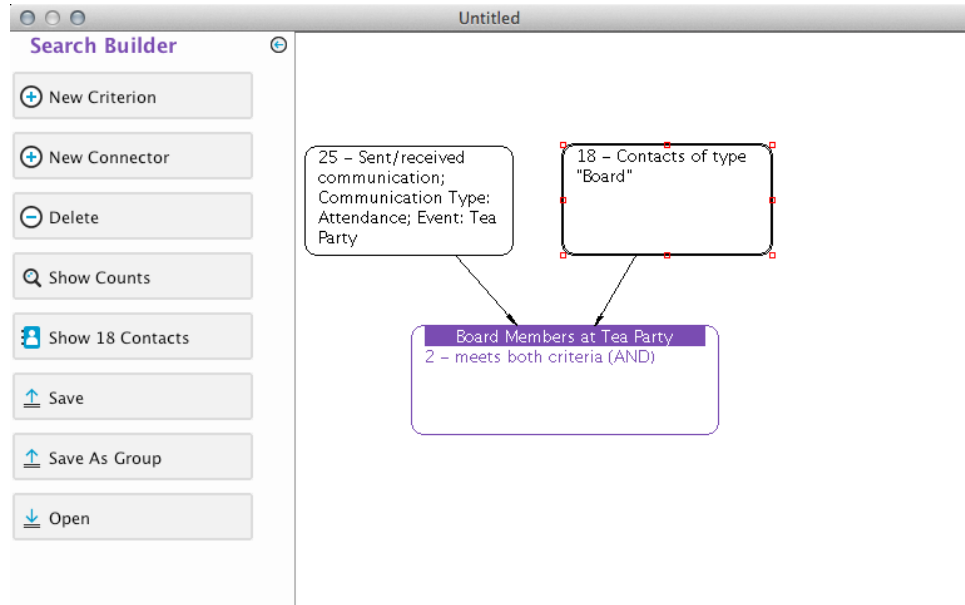 Untitled
Search Builder
New Criterion
New Connector
Delete
Show Counts
Show 18 Contacts
Save
Save As Group
Open
25 – Sent/received
communication;
Communication Type:
Attendance; Event: Tea
Party
18 – Contacts of type
"Board"
Board Members at Tea Party
2 – meets both criteria (AND)